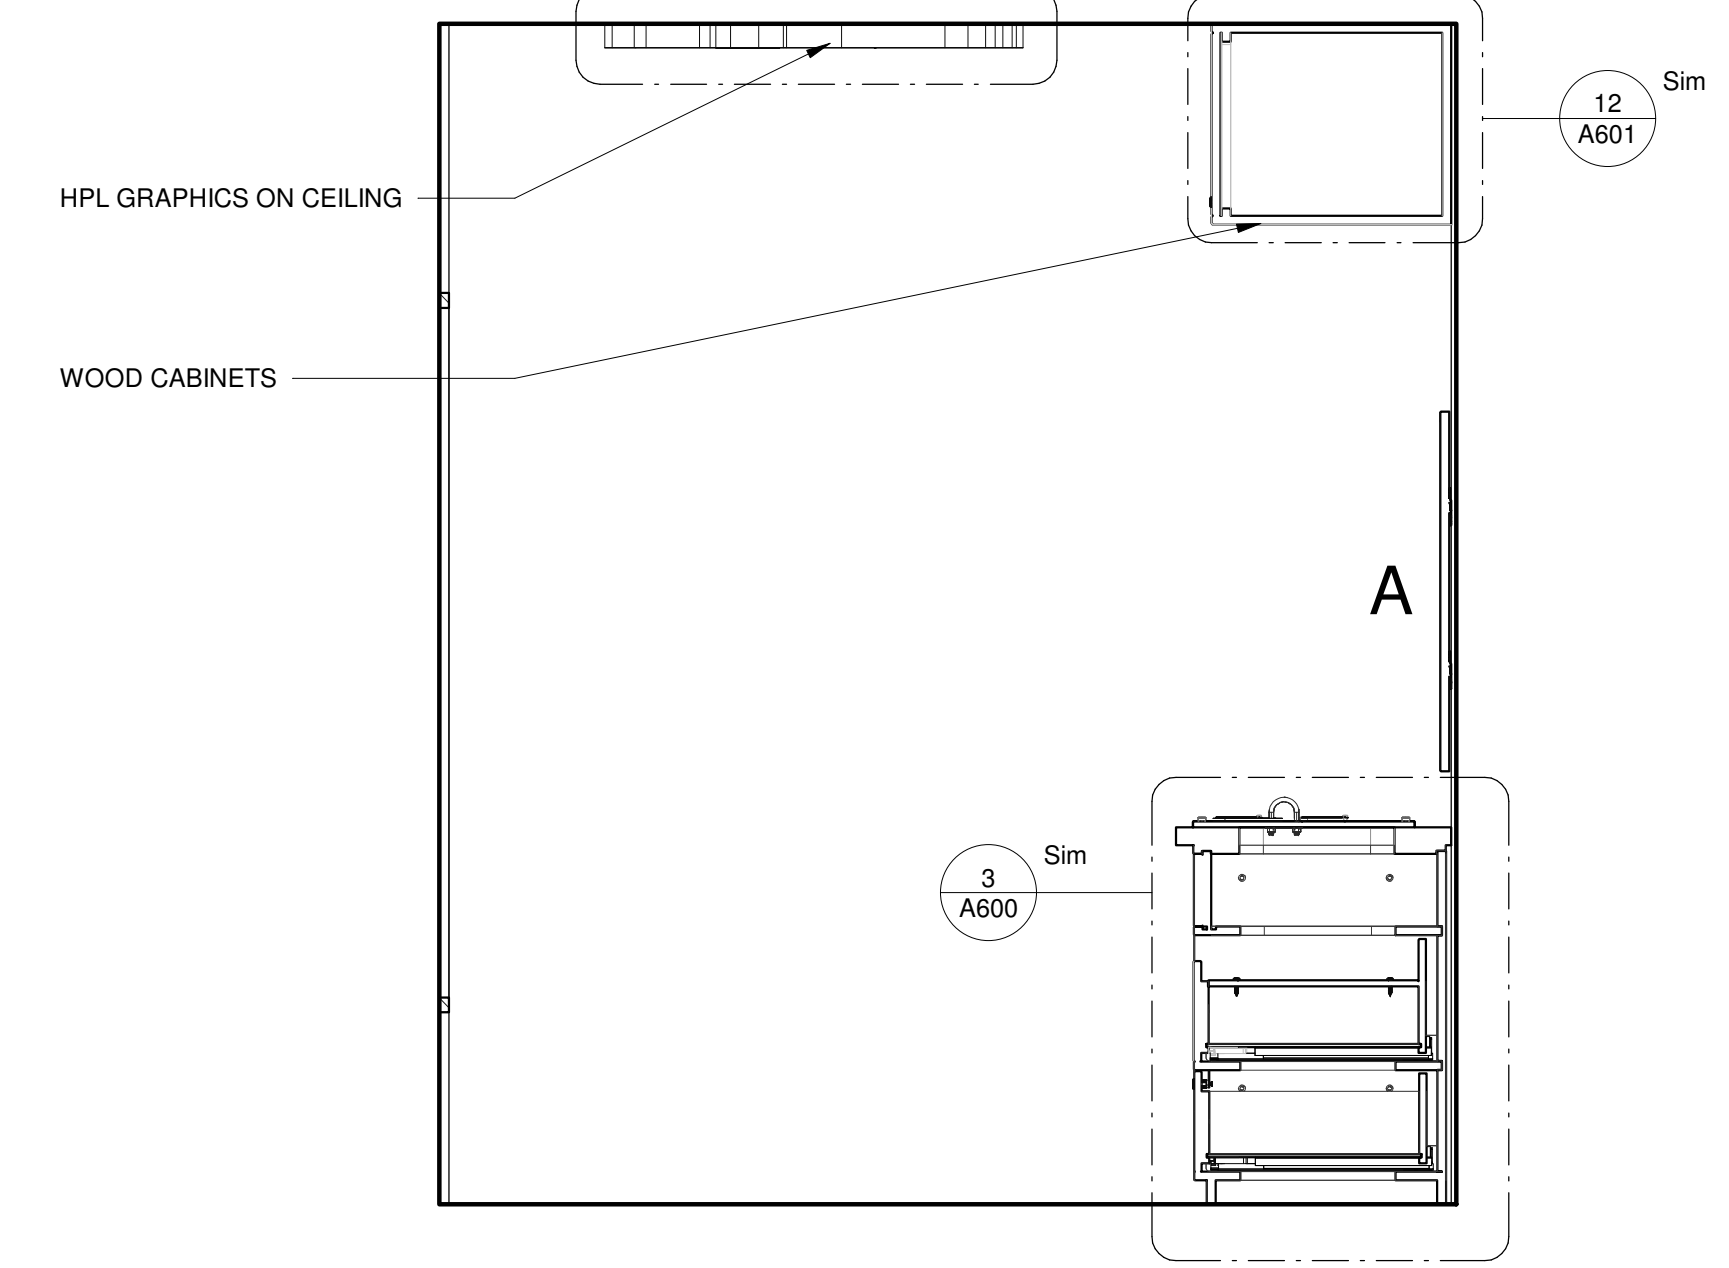 Sim
12
A601
HPL GRAPHICS ON CEILING
WOOD CABINETS
A
Sim
3
A600